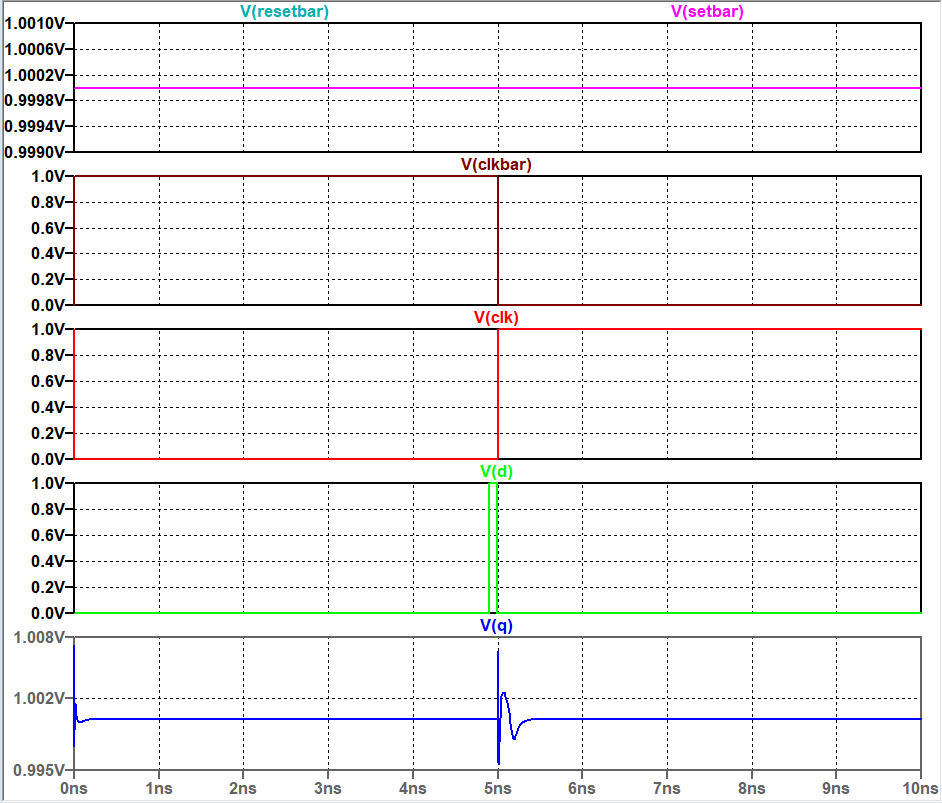 V(resetbar) V(setbar)
1.0010V
1.0006V
1.0002V
0.9998V
0.9994V
0.9990V
V(clkbar)
1.0V
0.8V
0.6V
0.4V
0.2V
0.0V
V(clk)
1.0V
0.8V
0.6V
0.4V
0.2V
0.0V
V(d)
1.0V
0.8V
0.6V
0.4V
0.2V
0.0V
V(q)
1.008V
1.002V
0.995V
0ns 1ns 2ns 3ns 4ns 5ns 6ns 7ns 8ns 9ns 10ns